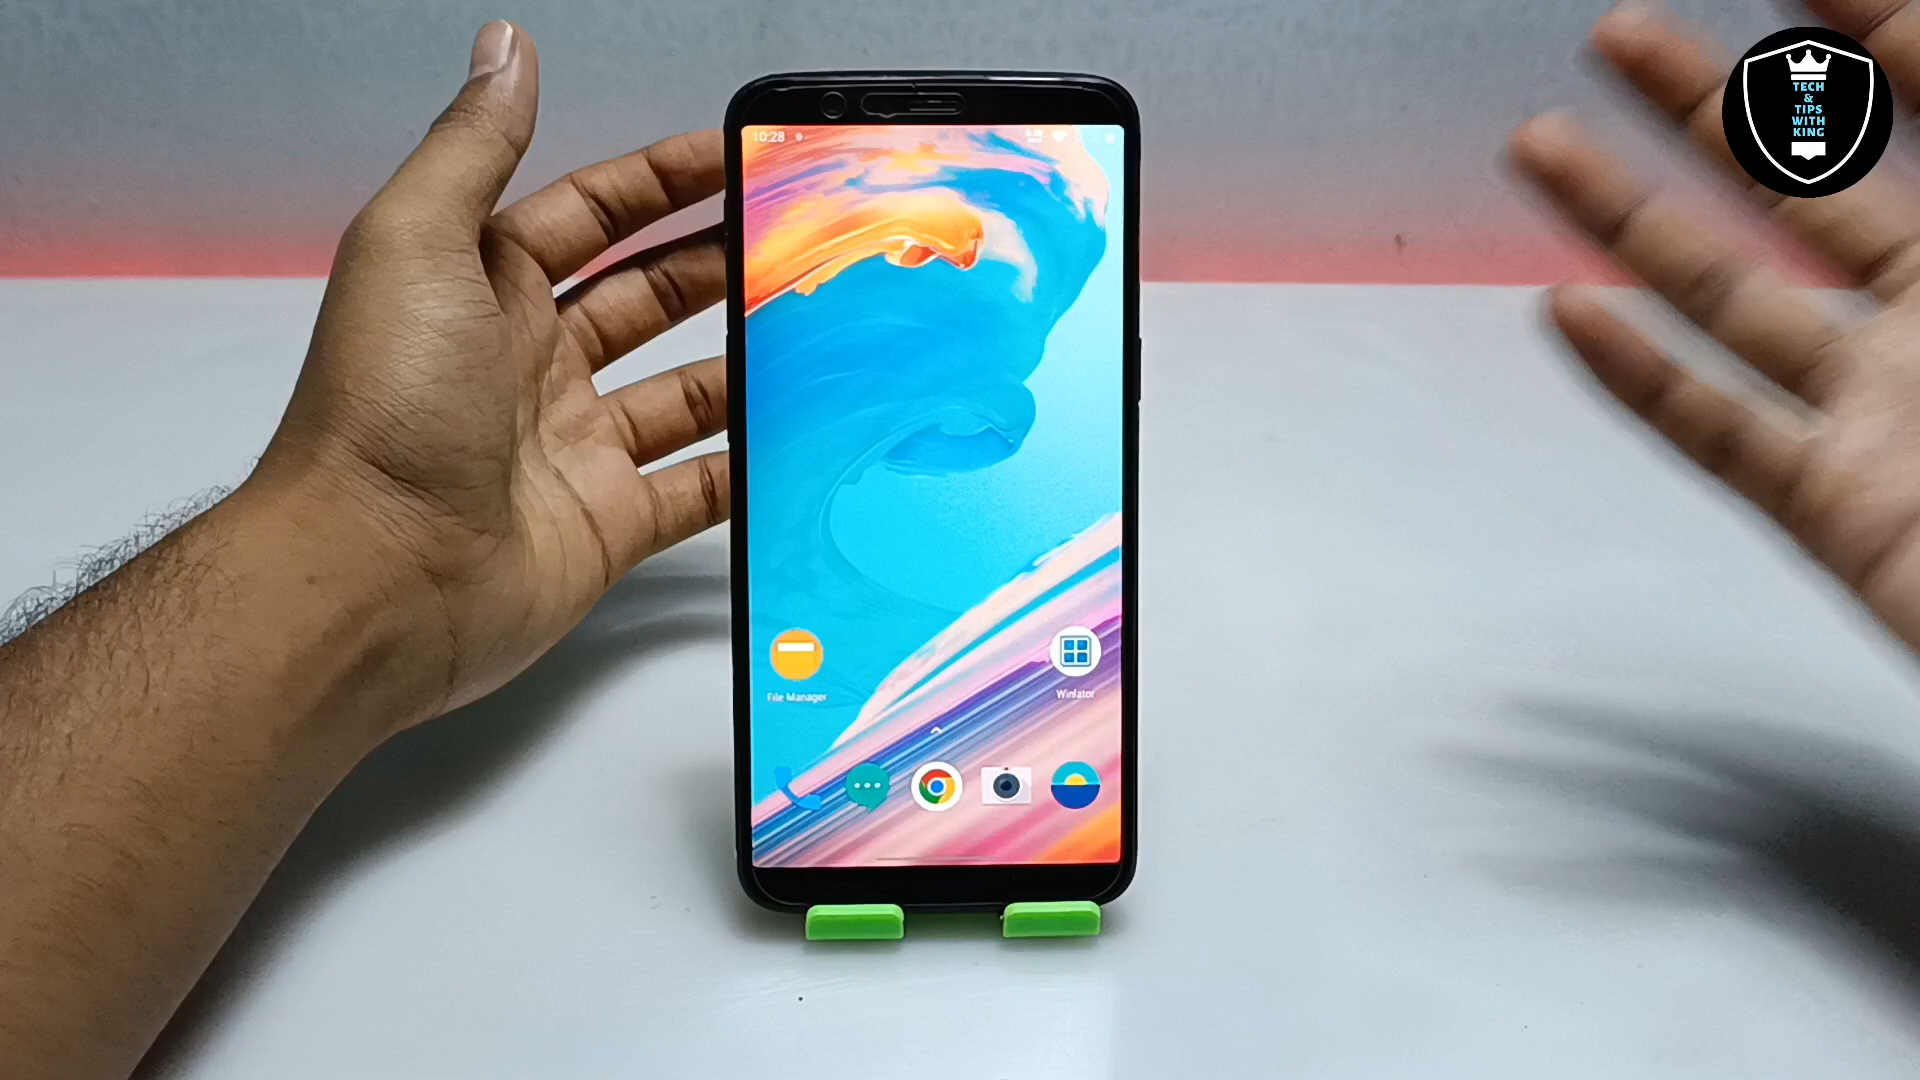 TECH
&
TIPS
WITH
KING
10:28
File Manager
Winlator